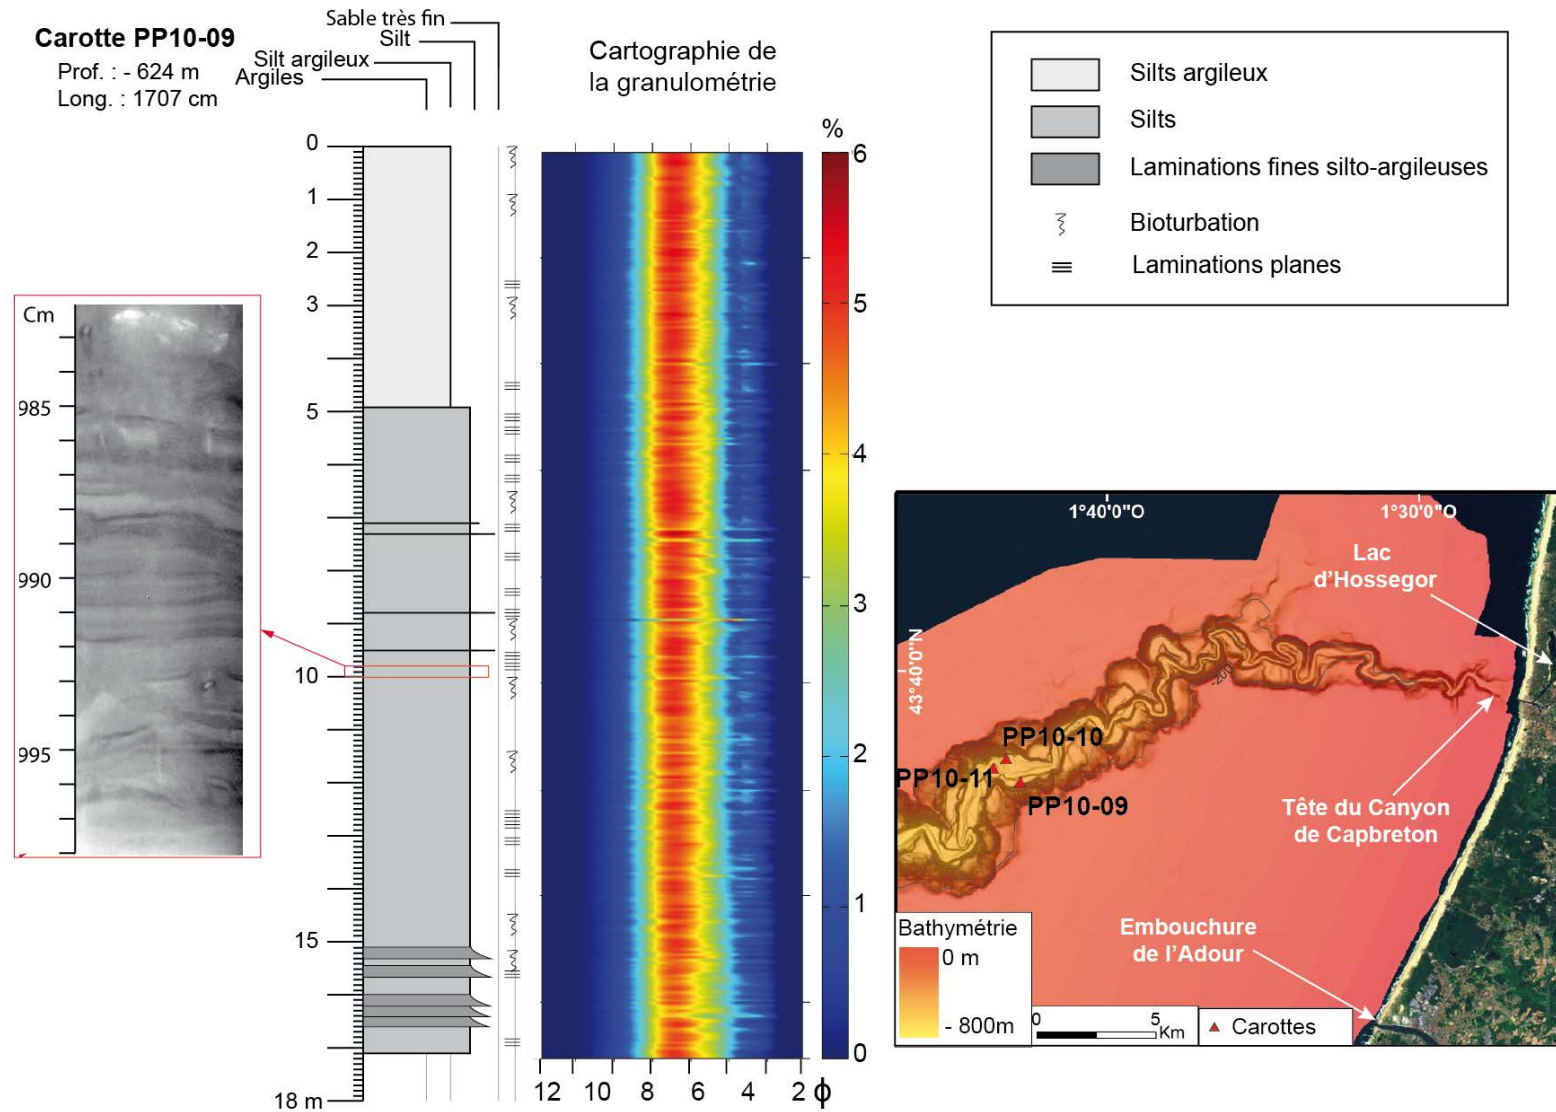 Carotte PP10-09
Prof. : - 624 m
Long. : 1707 cm
Sable très fin
Silt
Silt argileux
Argiles
Cartographie de
la granulométrie
%
0
1
2
3
5
10
15
18 m
Cm
985
990
995
6
5
4
3
2
1
0
12 10 8 6 4 2 ϕ
Silts argileux
Silts
Laminations fines silto-argileuses
Bioturbation
Laminations planes
1°40'0"O
1°30'0"O
43°40'0"N
Lac
d'Hossegor
-200
PP10-10
PP10-11
PP10-09
Tête du Canyon
de Capbreton
Embouchure
de l'Adour
Bathymétrie
0 m
- 800m
0 5
Km
Carottes